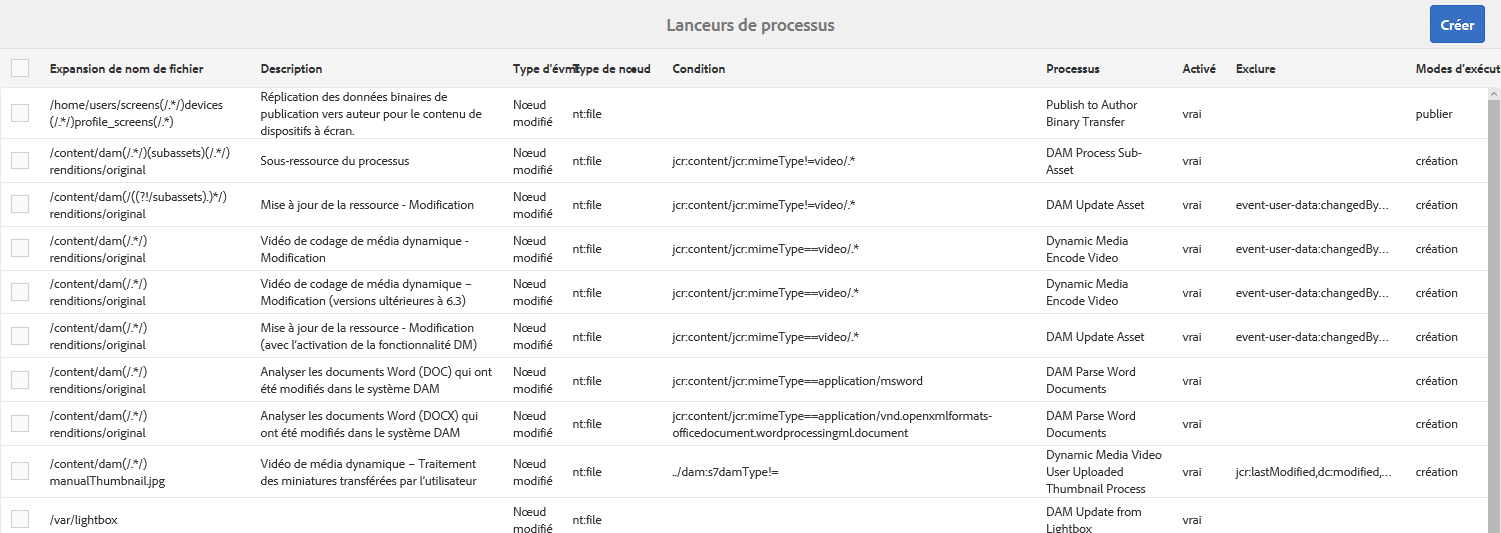 Lanceurs de processus
Créer
Expansion de nom de fichier Description Type d'évmt Type de nœud Condition Processus Activé Exclure Modes d'exécut
/home/users/screens(/.*/)devices
(/.*/)profile_screens(/.*)
Réplication des données binaires de
publication vers auteur pour le contenu de
dispositifs à écran.
Nœud
modifié
nt:file
Publish to Author
Binary Transfer
vrai
publier
/content/dam(/.*/)(subassets)(/.*/)
renditions/original
Sous-ressource du processus
Nœud
modifié
nt:file
jcr:content/jcr:mimeType!=video/.*
DAM Process Sub-
Asset
vrai
création
/content/dam(/((?!/subassets).)*/)
renditions/original
Mise à jour de la ressource - Modification
Nœud
modifié
nt:file
jcr:content/jcr:mimeType!=video/.*
DAM Update Asset
vrai
event-user-data:changedBy...
création
/content/dam(/.*/)
renditions/original
Vidéo de codage de média dynamique -
Modification
Nœud
modifié
nt:file
jcr:content/jcr:mimeType==video/.*
Dynamic Media
Encode Video
vrai
event-user-data:changedBy...
création
/content/dam(/.*/)
renditions/original
Vidéo de codage de média dynamique –
Modification (versions ultérieures à 6.3)
Nœud
modifié
nt:file
jcr:content/jcr:mimeType==video/.*
Dynamic Media
Encode Video
vrai
event-user-data:changedBy...
création
/content/dam(/.*/)
renditions/original
Mise à jour de la ressource - Modification
(avec l'activation de la fonctionnalité DM)
Nœud
modifié
nt:file
jcr:content/jcr:mimeType==video/.*
DAM Update Asset
vrai
event-user-data:changedBy...
création
/content/dam(/.*/)
renditions/original
Analyser les documents Word (DOC) qui ont
été modifiés dans le système DAM
Nœud
modifié
nt:file
jcr:content/jcr:mimeType==application/msword
DAM Parse Word
Documents
vrai
création
/content/dam(/.*/)
renditions/original
Analyser les documents Word (DOCX) qui
ont été modifiés dans le système DAM
Nœud
modifié
nt:file
jcr:content/jcr:mimeType==application/vnd.openxmlformats-
officedocument.wordprocessingml.document
DAM Parse Word
Documents
vrai
création
/content/dam(/.*/)
manualThumbnail.jpg
Vidéo de média dynamique – Traitement
des miniatures transférées par l'utilisateur
Nœud
modifié
nt:file
../dam:s7damType!=
Dynamic Media Video
User Uploaded
Thumbnail Process
vrai
jcr:lastModified,dc:modified,...
création
/var/lightbox
Nœud
modifié
nt:file
DAM Update from
Lightbox
vrai